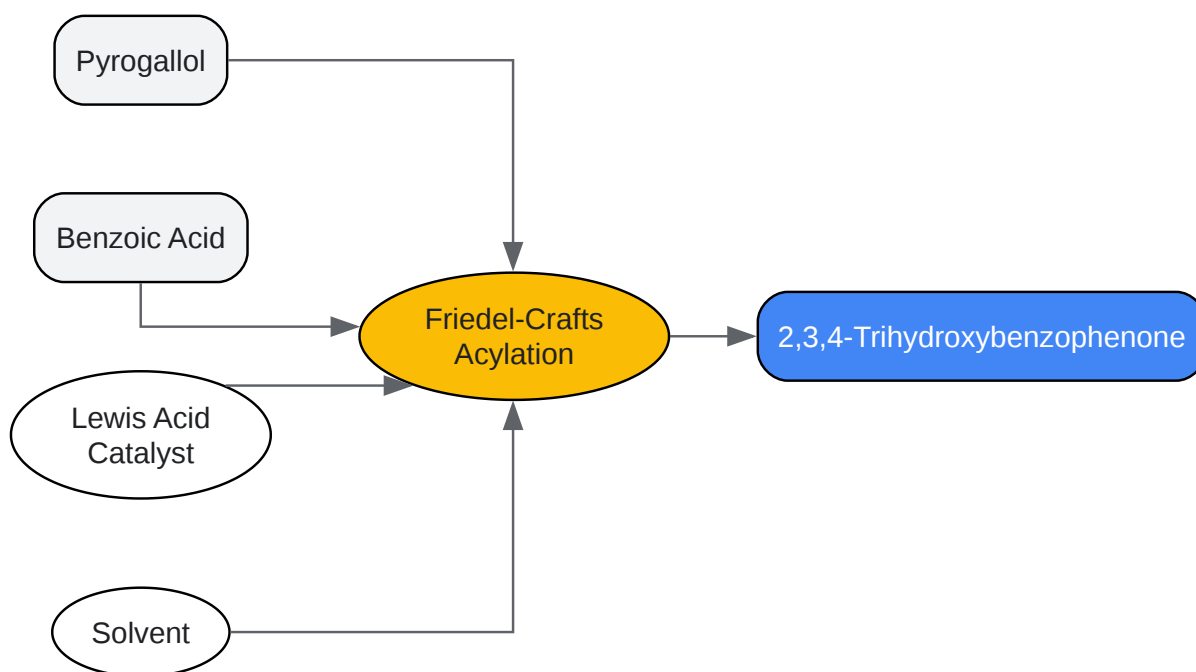 Pyrogallol
Benzoic Acid
Friedel-Crafts
Acylation
2,3,4-Trihydroxybenzophenone
Lewis Acid
Catalyst
Solvent